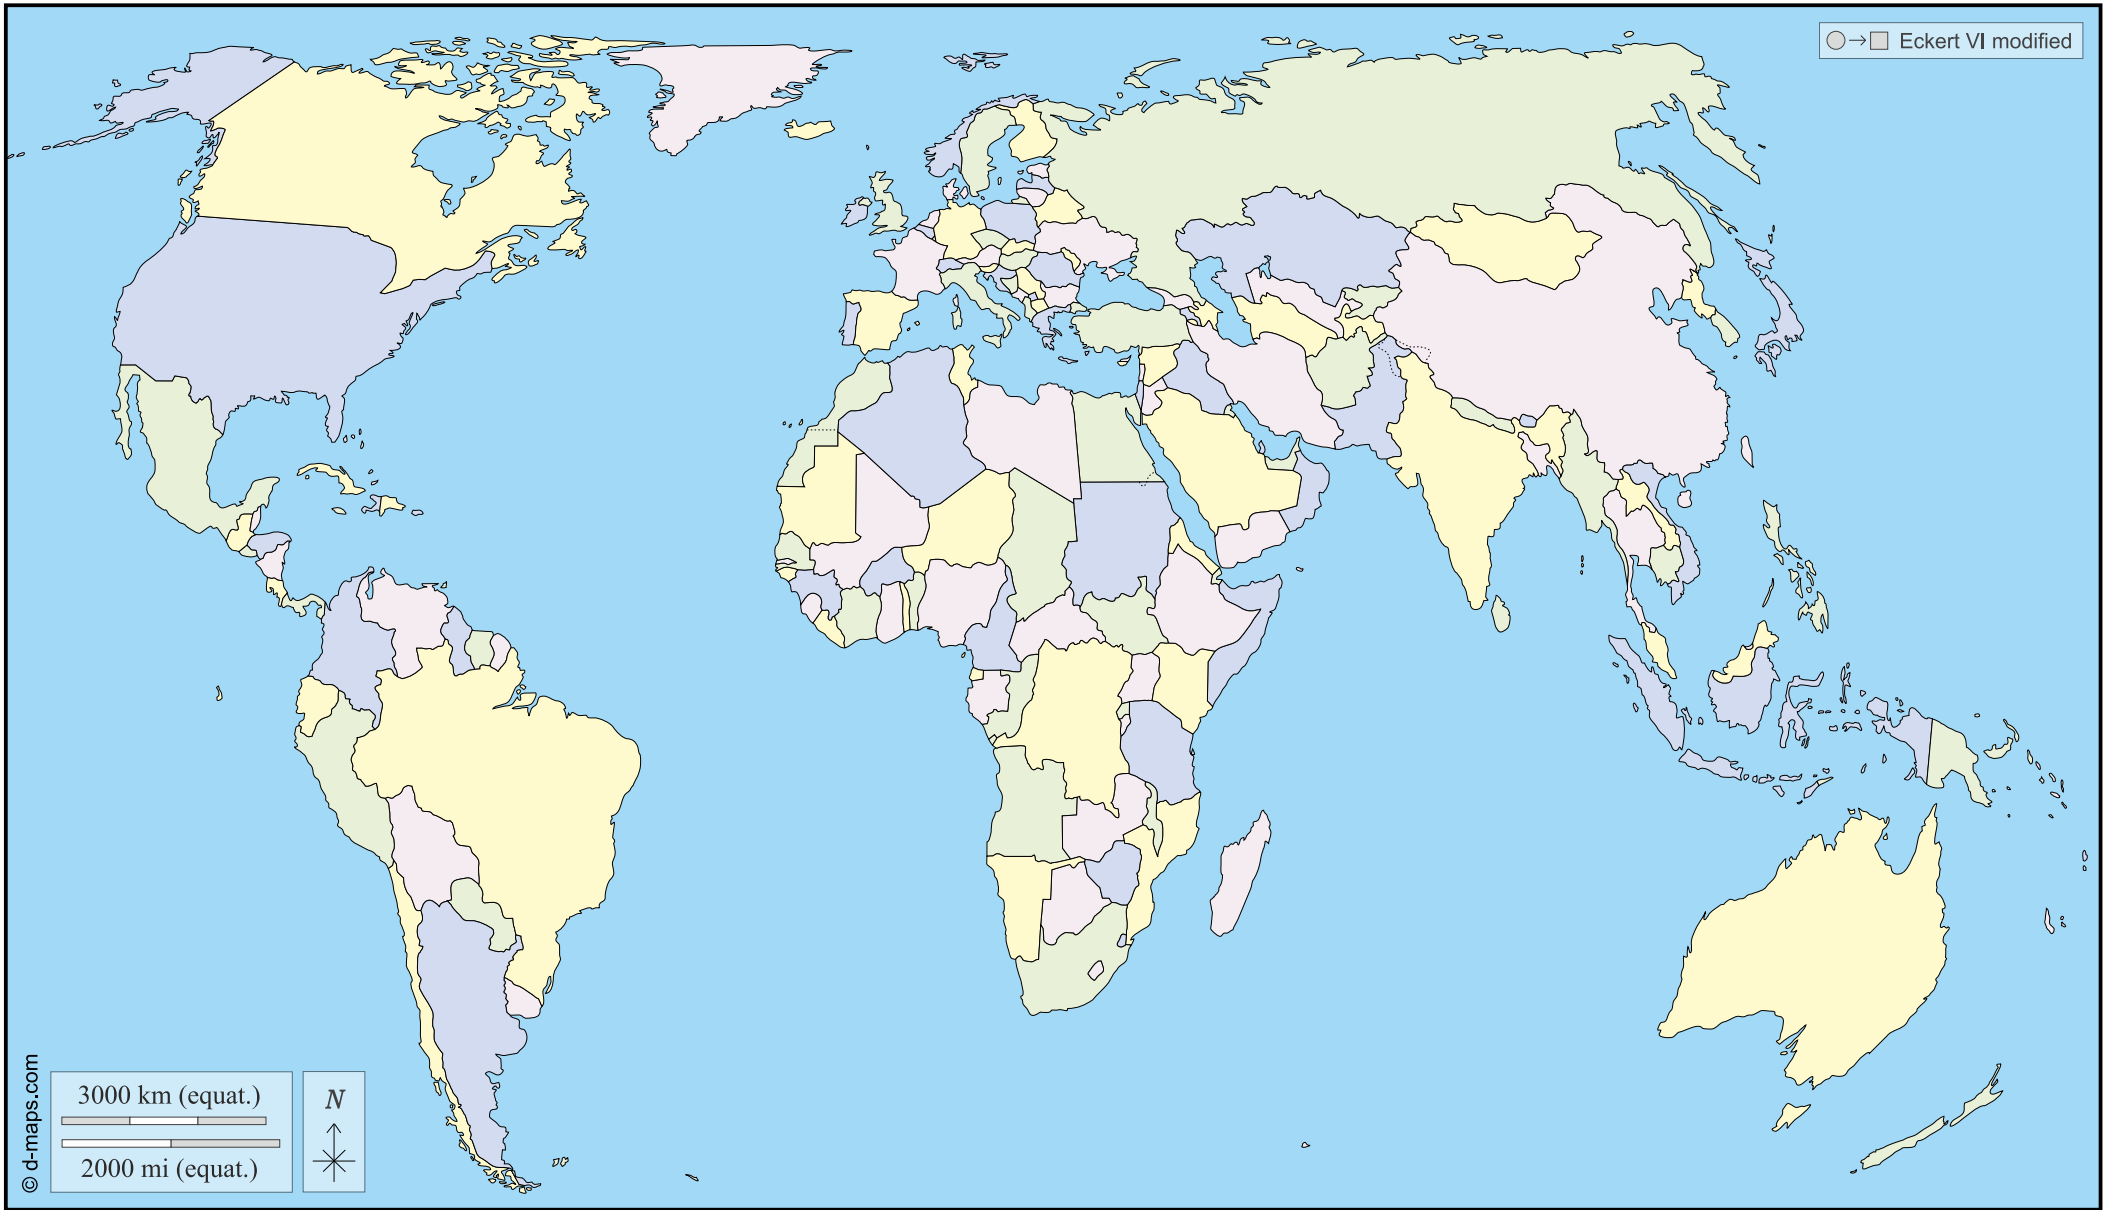 → Eckert VI modified
© d-maps.com
3000 km (equat.)
2000 mi (equat.)
N